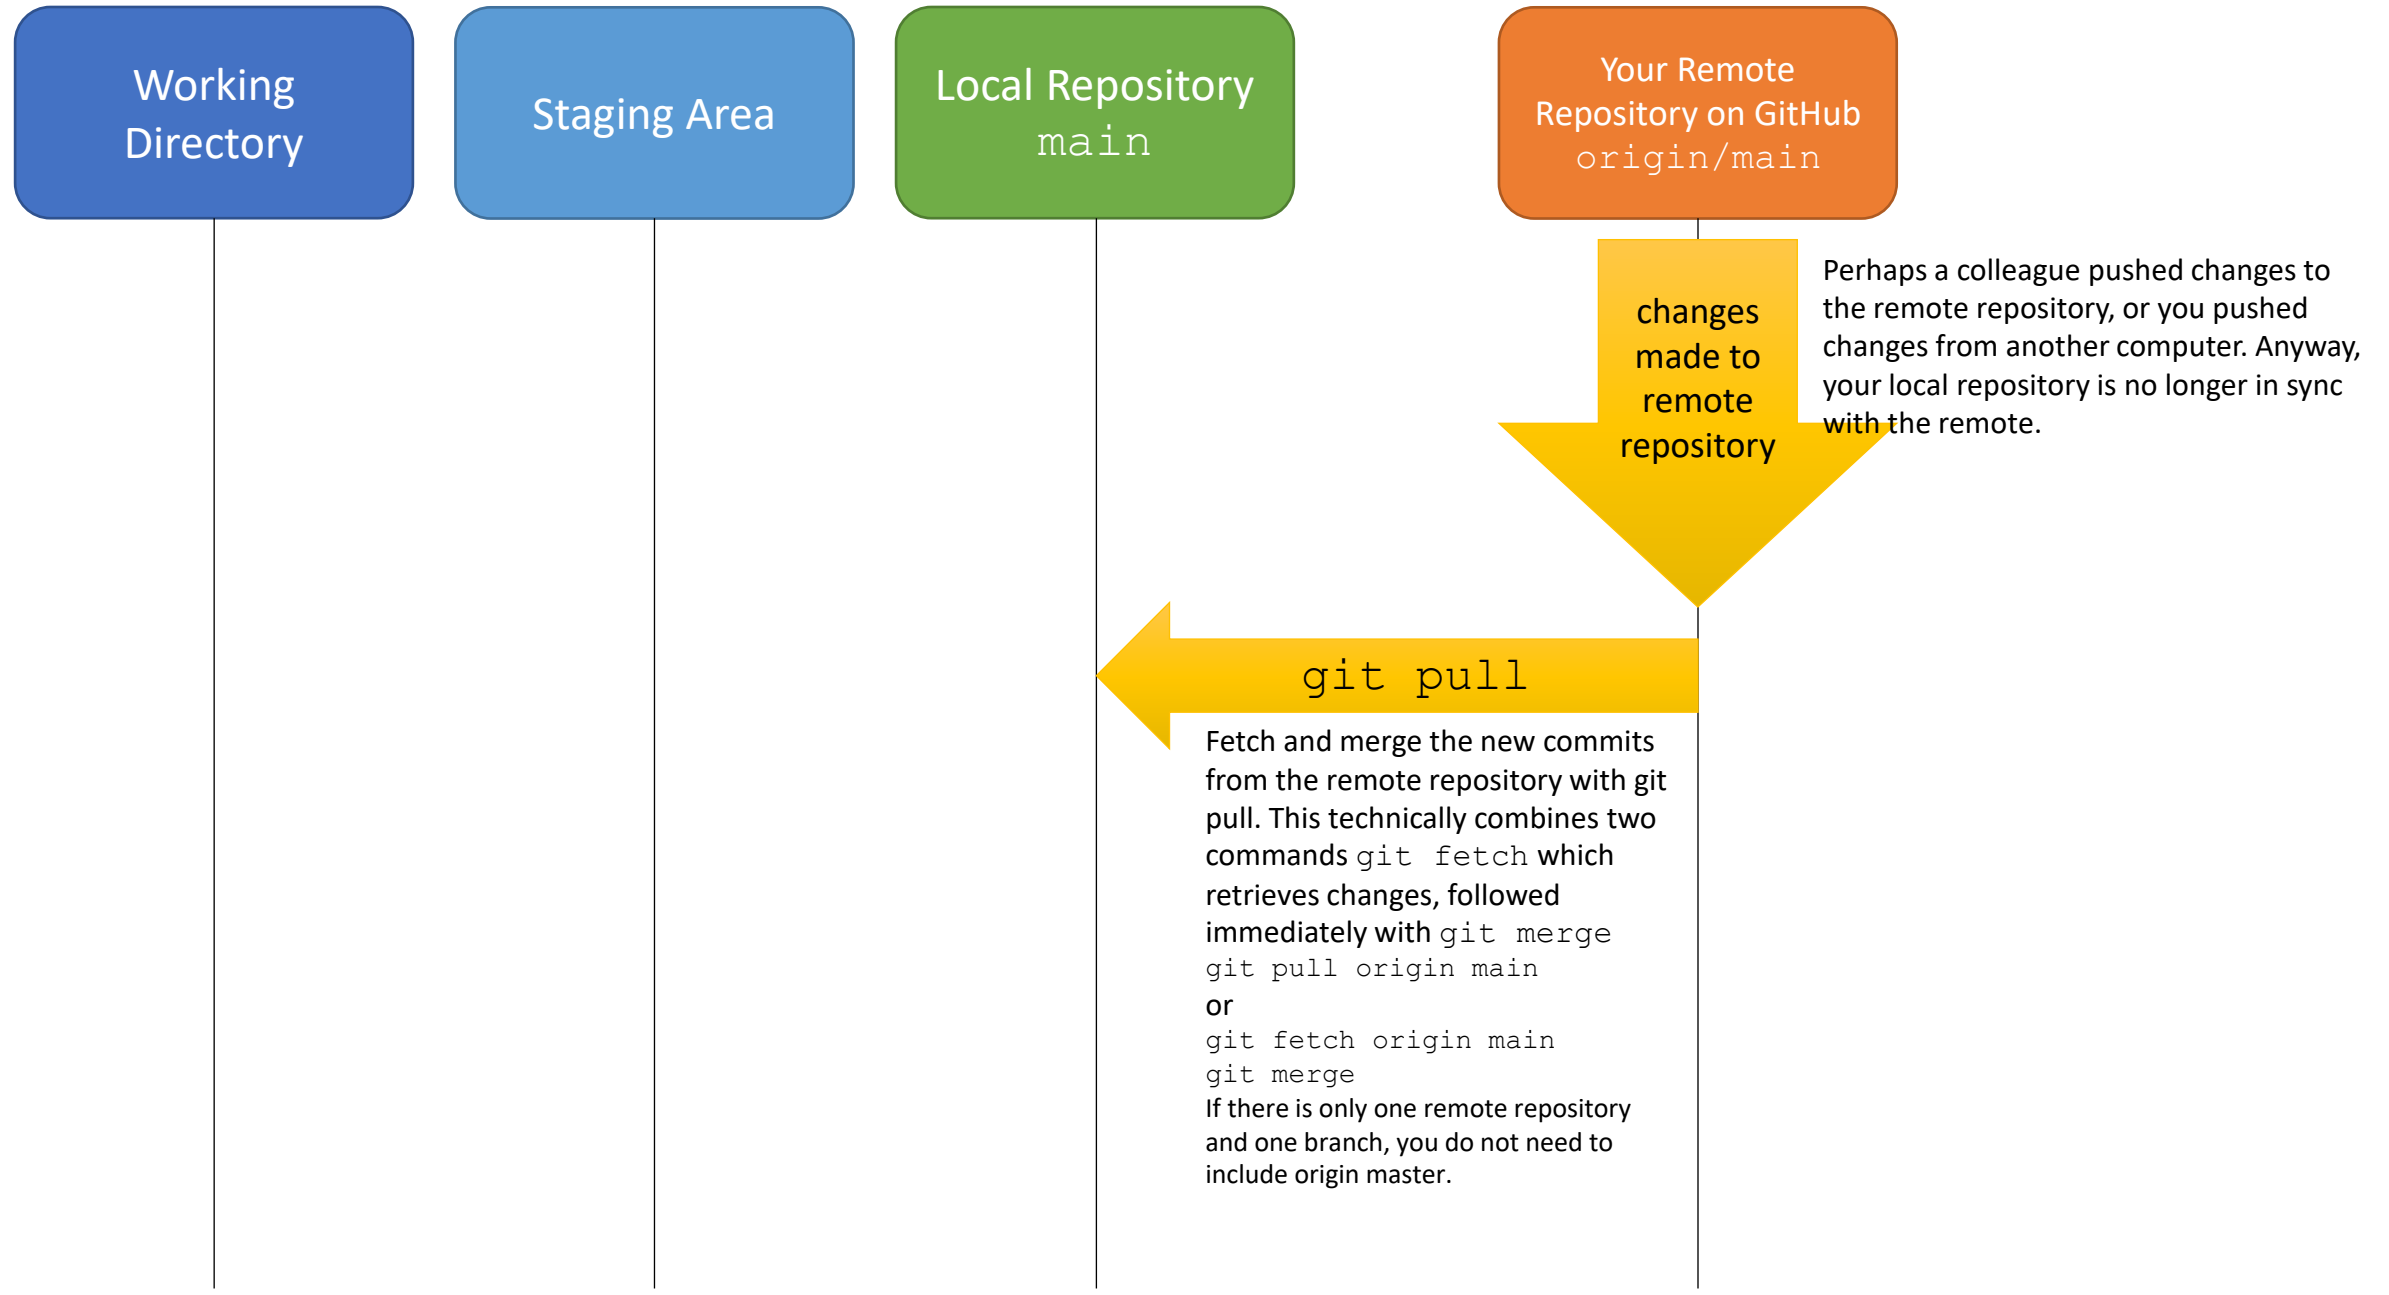 Working
Directory
Staging Area
Local Repository
main
Your Remote
Repository on GitHub
origin/main
changes
made to
remote
repository
Perhaps a colleague pushed changes to
the remote repository, or you pushed
changes from another computer. Anyway,
your local repository is no longer in sync
with the remote.
git pull
Fetch and merge the new commits
from the remote repository with git
pull. This technically combines two
commands git fetch which
retrieves changes, followed
immediately with git merge
git pull origin main
or
git fetch origin main
git merge
If there is only one remote repository
and one branch, you do not need to
include origin master.